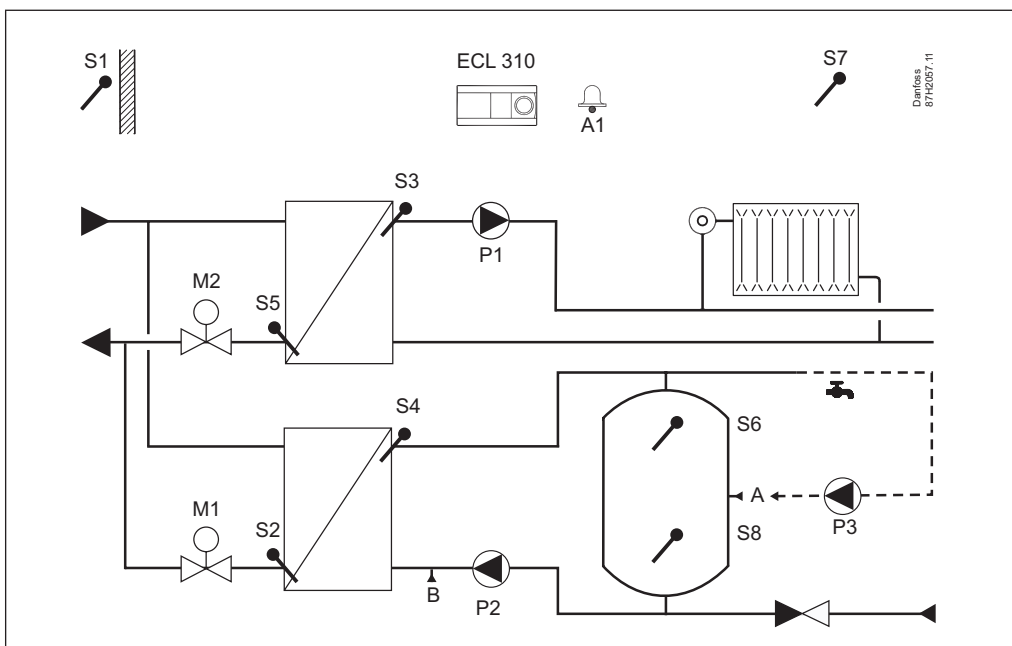 S1
ECL 310
A1
S7
Danfoss
87H2057.11
S3
P1
M2
S5
S4
S6
A
P3
M1
S2
S8
B
P2